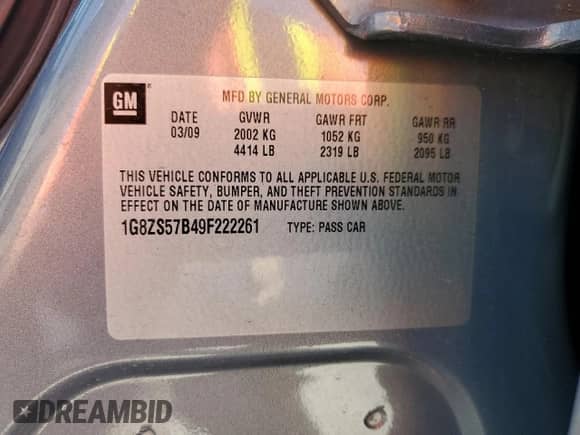 GM
MFD BY GENERAL MOTORS CORP.
DATE GVWR GAWR FRT GAWR RR
03/09 2002 KG 1052 KG 950 KG
4414 LB 2319 LB 2095 LB
THIS VEHICLE CONFORMS TO ALL APPLICABLE U.S. FEDERAL MOTOR
VEHICLE SAFETY, BUMPER, AND THEFT PREVENTION STANDARDS IN
EFFECT ON THE DATE OF MANUFACTURE SHOWN ABOVE.
1G8ZS57B49F222261 TYPE: PASS CAR
DREAMBID